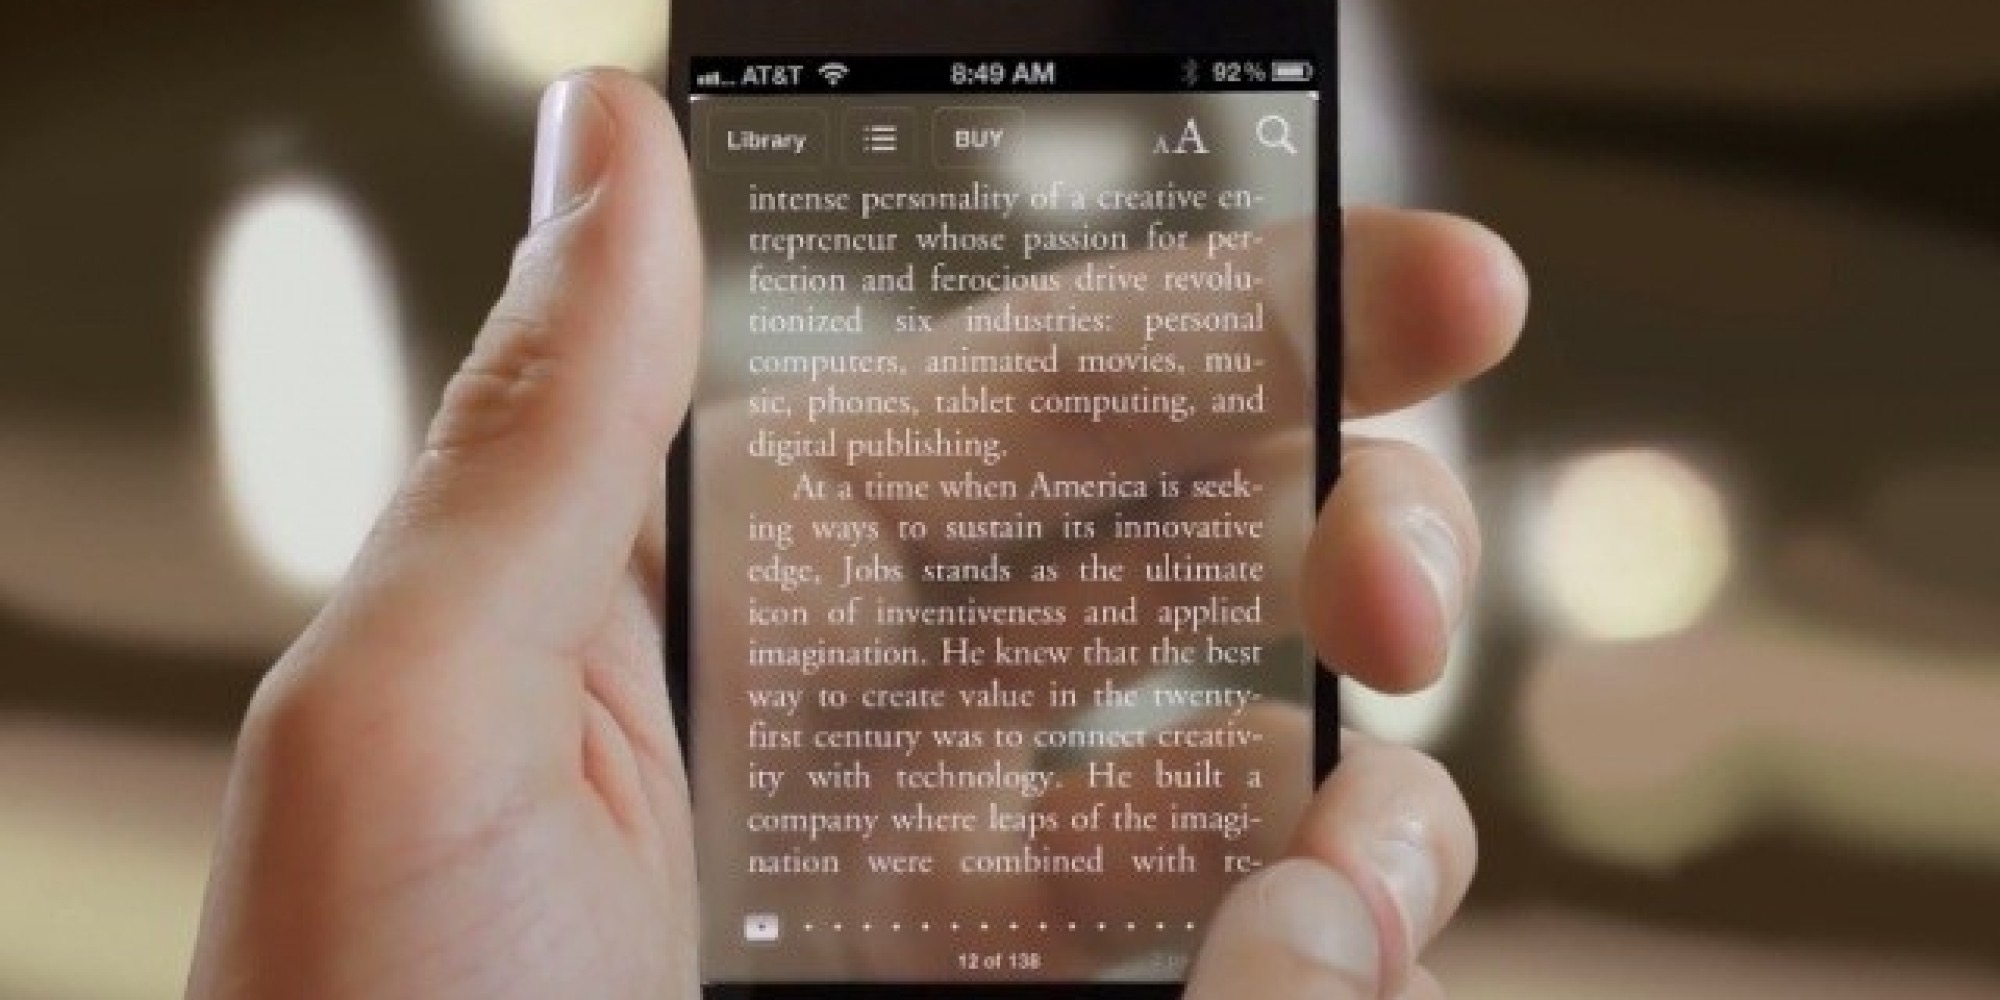 AT&T 8:49 AM 92%
Library BUY AA
intense personality of a creative en-
trepreneur whose passion for per-
fection and ferocious drive revolu-
tionized six industries: personal
computers, animated movies, mu-
sic, phones, tablet computing, and
digital publishing.
At a time when America is seek-
ing ways to sustain its innovative
edge, Jobs stands as the ultimate
icon of inventiveness and applied
imagination. He knew that the best
way to create value in the twenty-
first century was to connect creativ-
ity with technology. He built a
company where leaps of the imagi-
nation were combined with re-
12 of 138